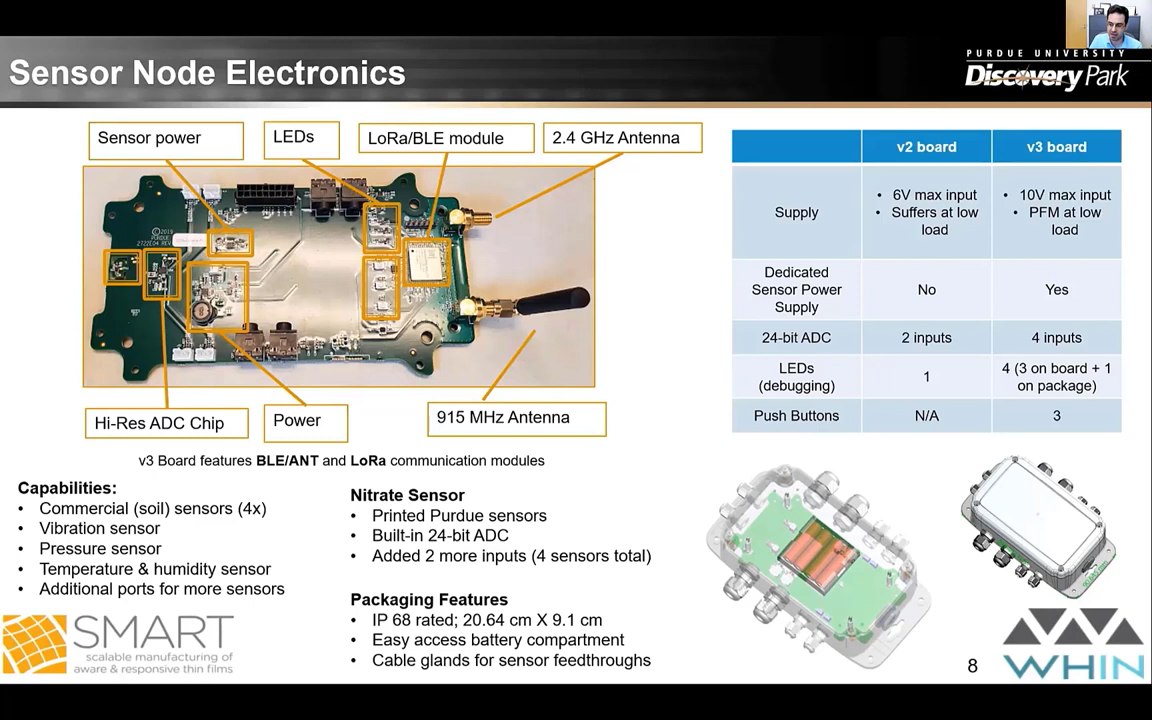 PURDUE UNIVERSITY
Discovery Park
Sensor Node Electronics
Sensor power
LEDs
LoRa/BLE module
2.4 GHz Antenna
©2019
PURDUE
Hi-Res ADC Chip
Power
915 MHz Antenna
v3 Board features BLE/ANT and LoRa communication modules
v2 board
v3 board
Supply
• 6V max input
• Suffers at low
load
• 10V max input
• PFM at low
load
Dedicated
Sensor Power
Supply
No
Yes
24-bit ADC
2 inputs
4 inputs
LEDs
(debugging)
1
4 (3 on board + 1
on package)
Push Buttons
N/A
3
Capabilities:
• Commercial (soil) sensors (4x)
• Vibration sensor
• Pressure sensor
• Temperature & humidity sensor
• Additional ports for more sensors
Nitrate Sensor
• Printed Purdue sensors
• Built-in 24-bit ADC
• Added 2 more inputs (4 sensors total)
Packaging Features
• IP 68 rated; 20.64 cm X 9.1 cm
• Easy access battery compartment
• Cable glands for sensor feedthroughs
SMART
scalable manufacturing of
aware & responsive thin films
8
WHIN